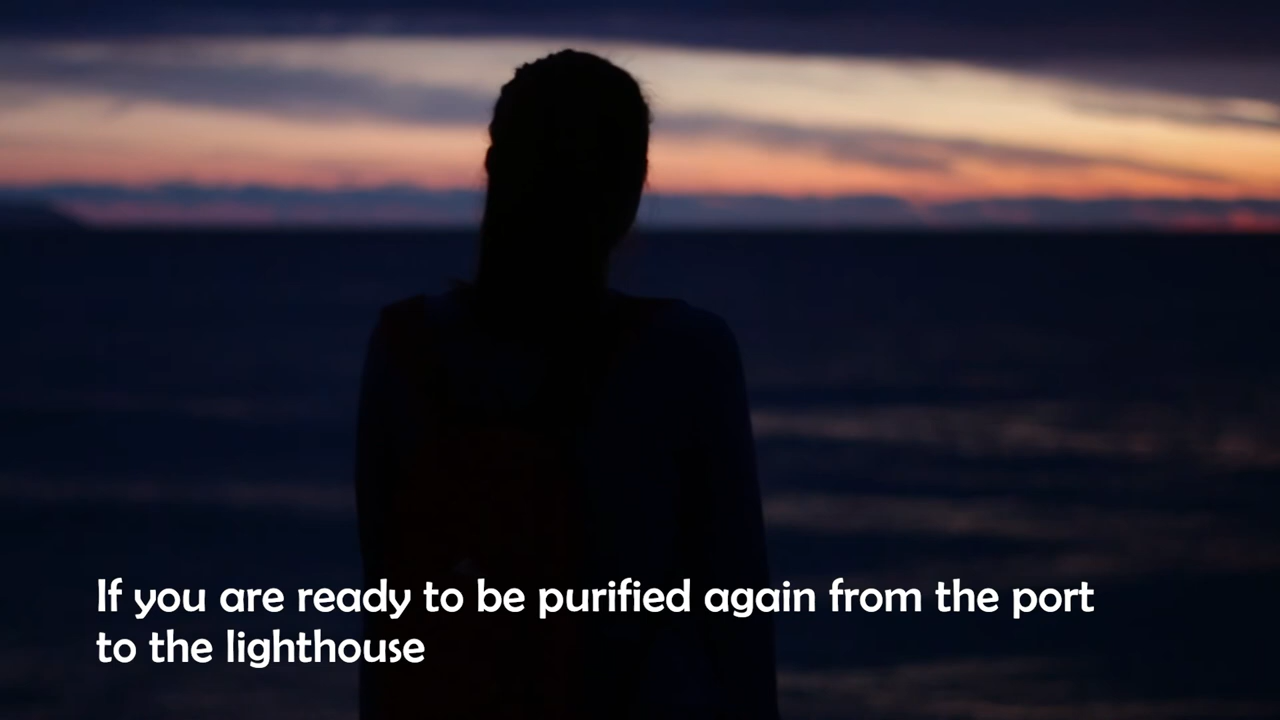 If you are ready to be purified again from the port
to the lighthouse